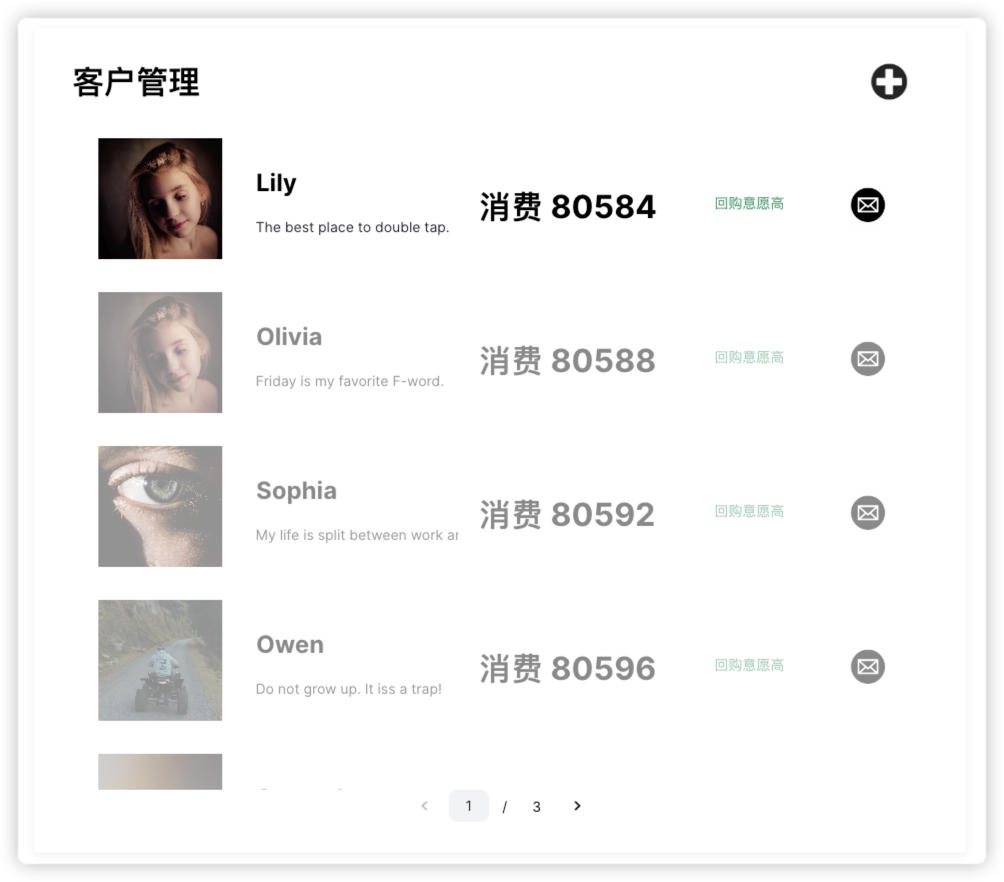 客户管理
Lily
The best place to double tap.
消费 80584
回购意愿高
Olivia
Friday is my favorite F-word.
消费 80588
回购意愿高
Sophia
My life is split between work ar
消费 80592
回购意愿高
Owen
Do not grow up. It iss a trap!
消费 80596
回购意愿高
1 / 3